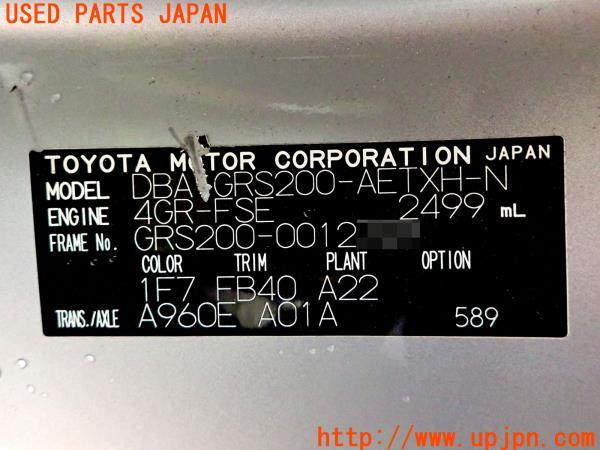 USED PARTS JAPAN
TOYOTA MOTOR CORPORATION JAPAN
MODEL DBA-GRS200-AETXH-N
ENGINE 4GR-FSE 2499 mL
FRAME No. GRS200-0012
COLOR TRIM PLANT OPTION
1F7 FB40 A22
TRANS./AXLE A960E A01A 589
http://www.upjpn.com